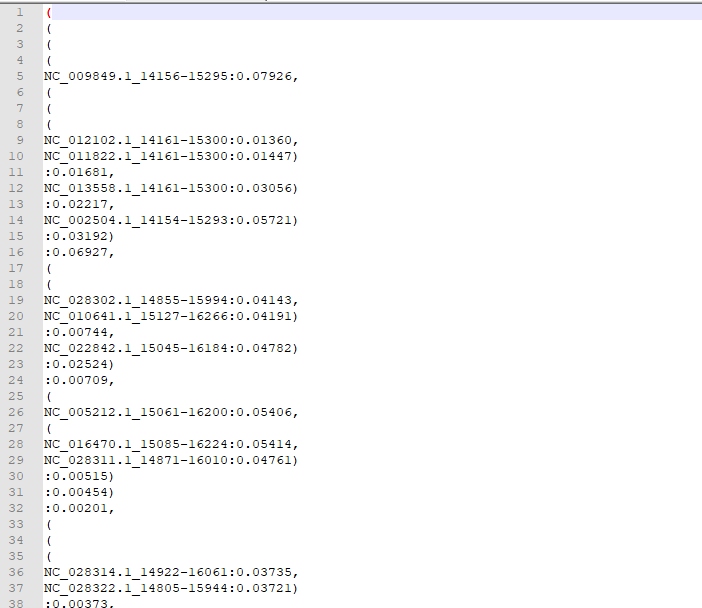 1 (
2 (
3 (
4 (
5 NC_009849.1_14156-15295:0.07926,
6 (
7 (
8 (
9 NC_012102.1_14161-15300:0.01360,
10 NC_011822.1_14161-15300:0.01447)
11 :0.01681,
12 NC_013558.1_14161-15300:0.03056)
13 :0.02217,
14 NC_002504.1_14154-15293:0.05721)
15 :0.03192)
16 :0.06927,
17 (
18 (
19 NC_028302.1_14855-15994:0.04143,
20 NC_010641.1_15127-16266:0.04191)
21 :0.00744,
22 NC_022842.1_15045-16184:0.04782)
23 :0.02524)
24 :0.00709,
25 (
26 NC_005212.1_15061-16200:0.05406,
27 (
28 NC_016470.1_15085-16224:0.05414,
29 NC_028311.1_14871-16010:0.04761)
30 :0.00515)
31 :0.00454)
32 :0.00201,
33 (
34 (
35 (
36 NC_028314.1_14922-16061:0.03735,
37 NC_028322.1_14805-15944:0.03721)
38 :0.00373,